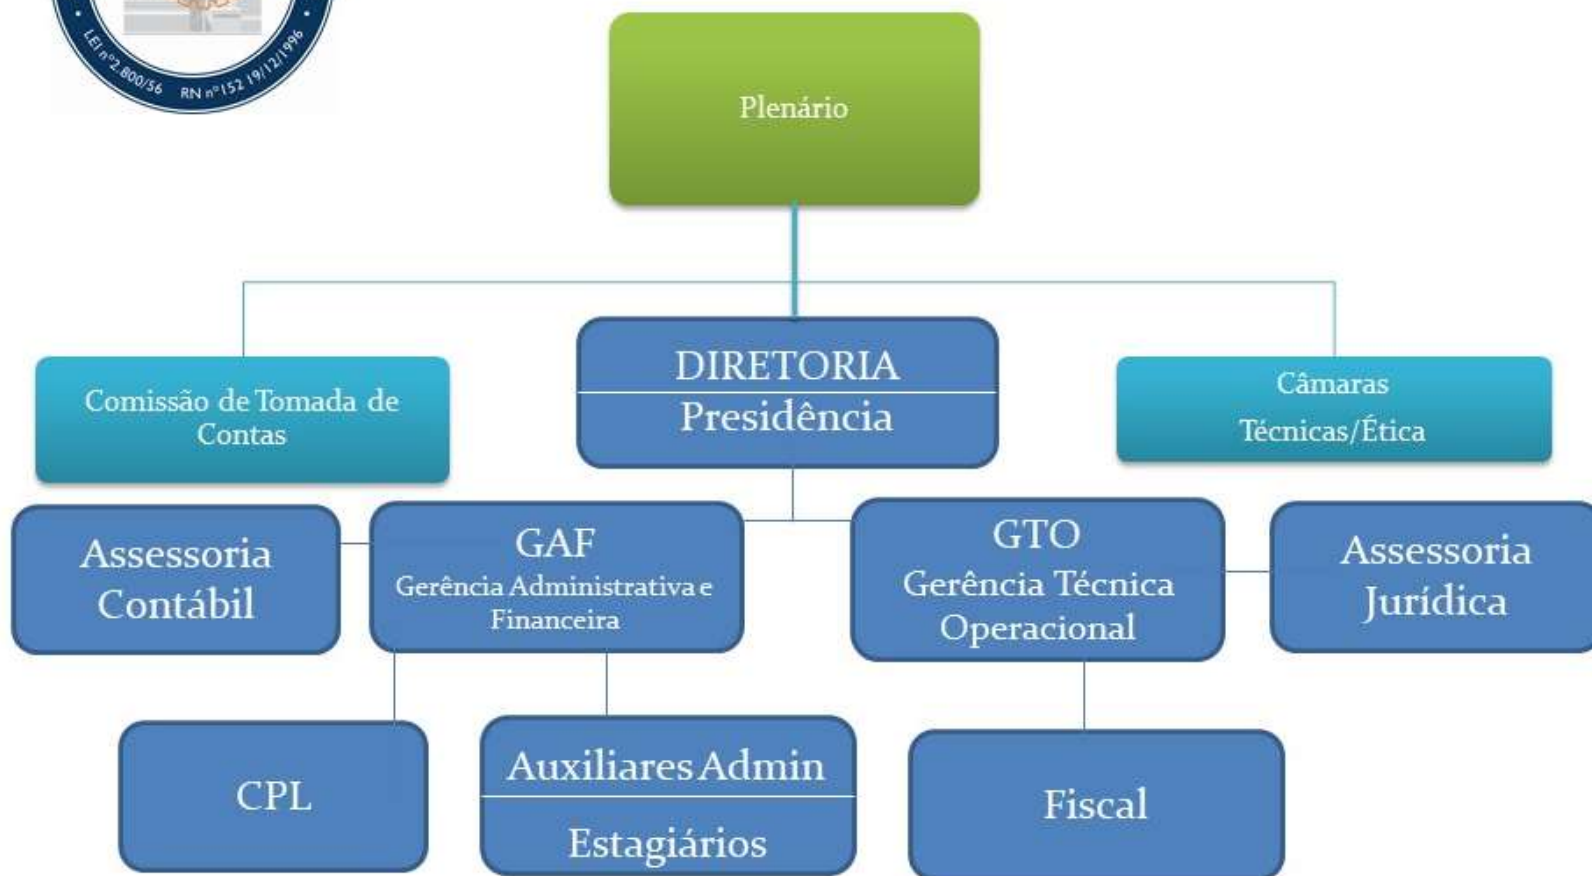 LEI nº2.800/56 RN nº152 19/12/1996
Plenário
DIRETORIA
Presidência
Comissão de Tomada de
Contas
Câmaras
Técnicas/Ética
Assessoria
Contábil
GAF
Gerência Administrativa e
Financeira
GTO
Gerência Técnica
Operacional
Assessoria
Jurídica
CPL
Auxiliares Admin
Estagiários
Fiscal